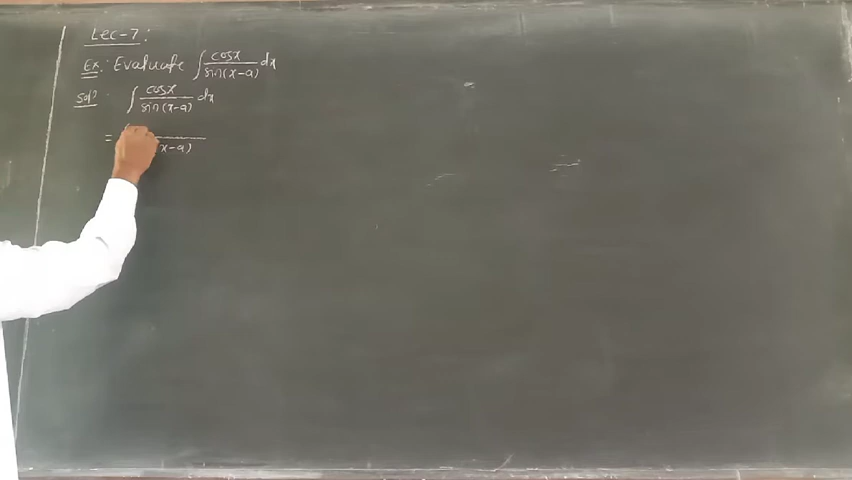 Lec-7:
Ex: Evaluate ∫ cosx/sin(x-a) dx
Solⁿ: ∫ cosx/sin(x-a) dx
= (x-a)